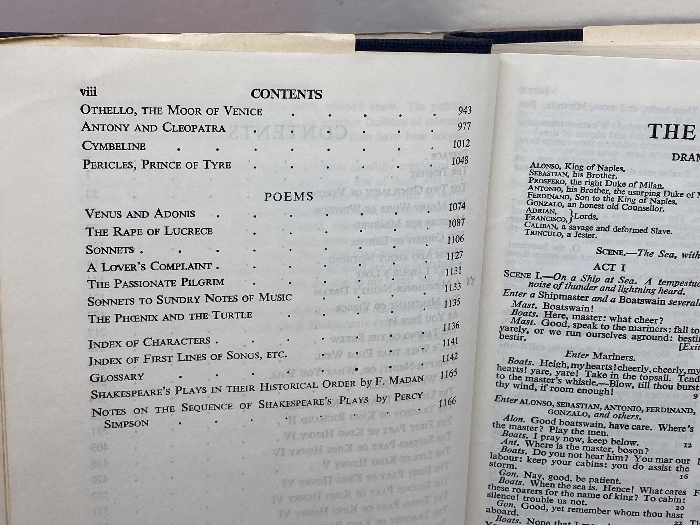 viii CONTENTS
OTHELLO, THE MOOR OF VENICE . . . . 943
ANTONY AND CLEOPATRA . . . . . 977
CYMBELINE . . . . . . . 1012
PERICLES, PRINCE OF TYRE . . . . . 1048
POEMS
VENUS AND ADONIS . . . . . . 1074
THE RAPE OF LUCRECE . . . . . 1087
SONNETS . . . . . . . . 1106
A LOVER'S COMPLAINT . . . . . . 1127
THE PASSIONATE PILGRIM . . . . . 1131
SONNETS TO SUNDRY NOTES OF MUSIC . . . 1133
THE PHŒNIX AND THE TURTLE . . . . 1135
INDEX OF CHARACTERS . . . . . . 1136
INDEX OF FIRST LINES OF SONGS, ETC. . . . 1141
GLOSSARY . . . . . . . 1142
SHAKESPEARE'S PLAYS IN THEIR HISTORICAL ORDER BY F. MADAN 1165
NOTES ON THE SEQUENCE OF SHAKESPEARE'S PLAYS BY PERCY
SIMPSON . . . . . . . 1166
THE
ALONSO, King of Naples.
SEBASTIAN, his Brother.
PROSPERO, the right Duke of Milan.
ANTONIO, his Brother, the usurping Duke of
FERDINAND, Son to the King of Naples.
GONZALO, an honest old Counsellor.
ADRIAN,
FRANCISCO, } Lords.
CALIBAN, a savage and deformed Slave.
TRINCULO, a Jester.
SCENE.—The Sea, with
ACT I
SCENE I.—On a Ship at Sea. A tempestuous
noise of thunder and lightning heard.
Enter a Shipmaster and a Boatswain
Mast. Boatswain!
Boats. Here, master: what cheer?
Mast. Good, speak to the mariners: fall to
yarely, or we run ourselves aground:
bestir.
Enter Mariners.
Boats. Heigh, my hearts! cheerly, cheerly, my
hearts! yare, yare! Take in the topsail. Tend
to the master's whistle.—Blow, till thou burst
thy wind, if room enough! 9
Enter ALONSO, SEBASTIAN, ANTONIO, FERDINAND,
GONZALO, and others.
Alon. Good boatswain, have care. Where's
the master? Play the men.
Boats. I pray now, keep below. 12
Ant. Where is the master, boson?
Boats. Do you not hear him? You mar our
labour: keep your cabins: you do assist the
storm. 16
Gon. Nay, good, be patient.
Boats. When the sea is. Hence! What cares
these roarers for the name of king? To cabin:
silence! trouble us not. 20
Gon. Good, yet remember whom thou hast
aboard.
Boats. None that I